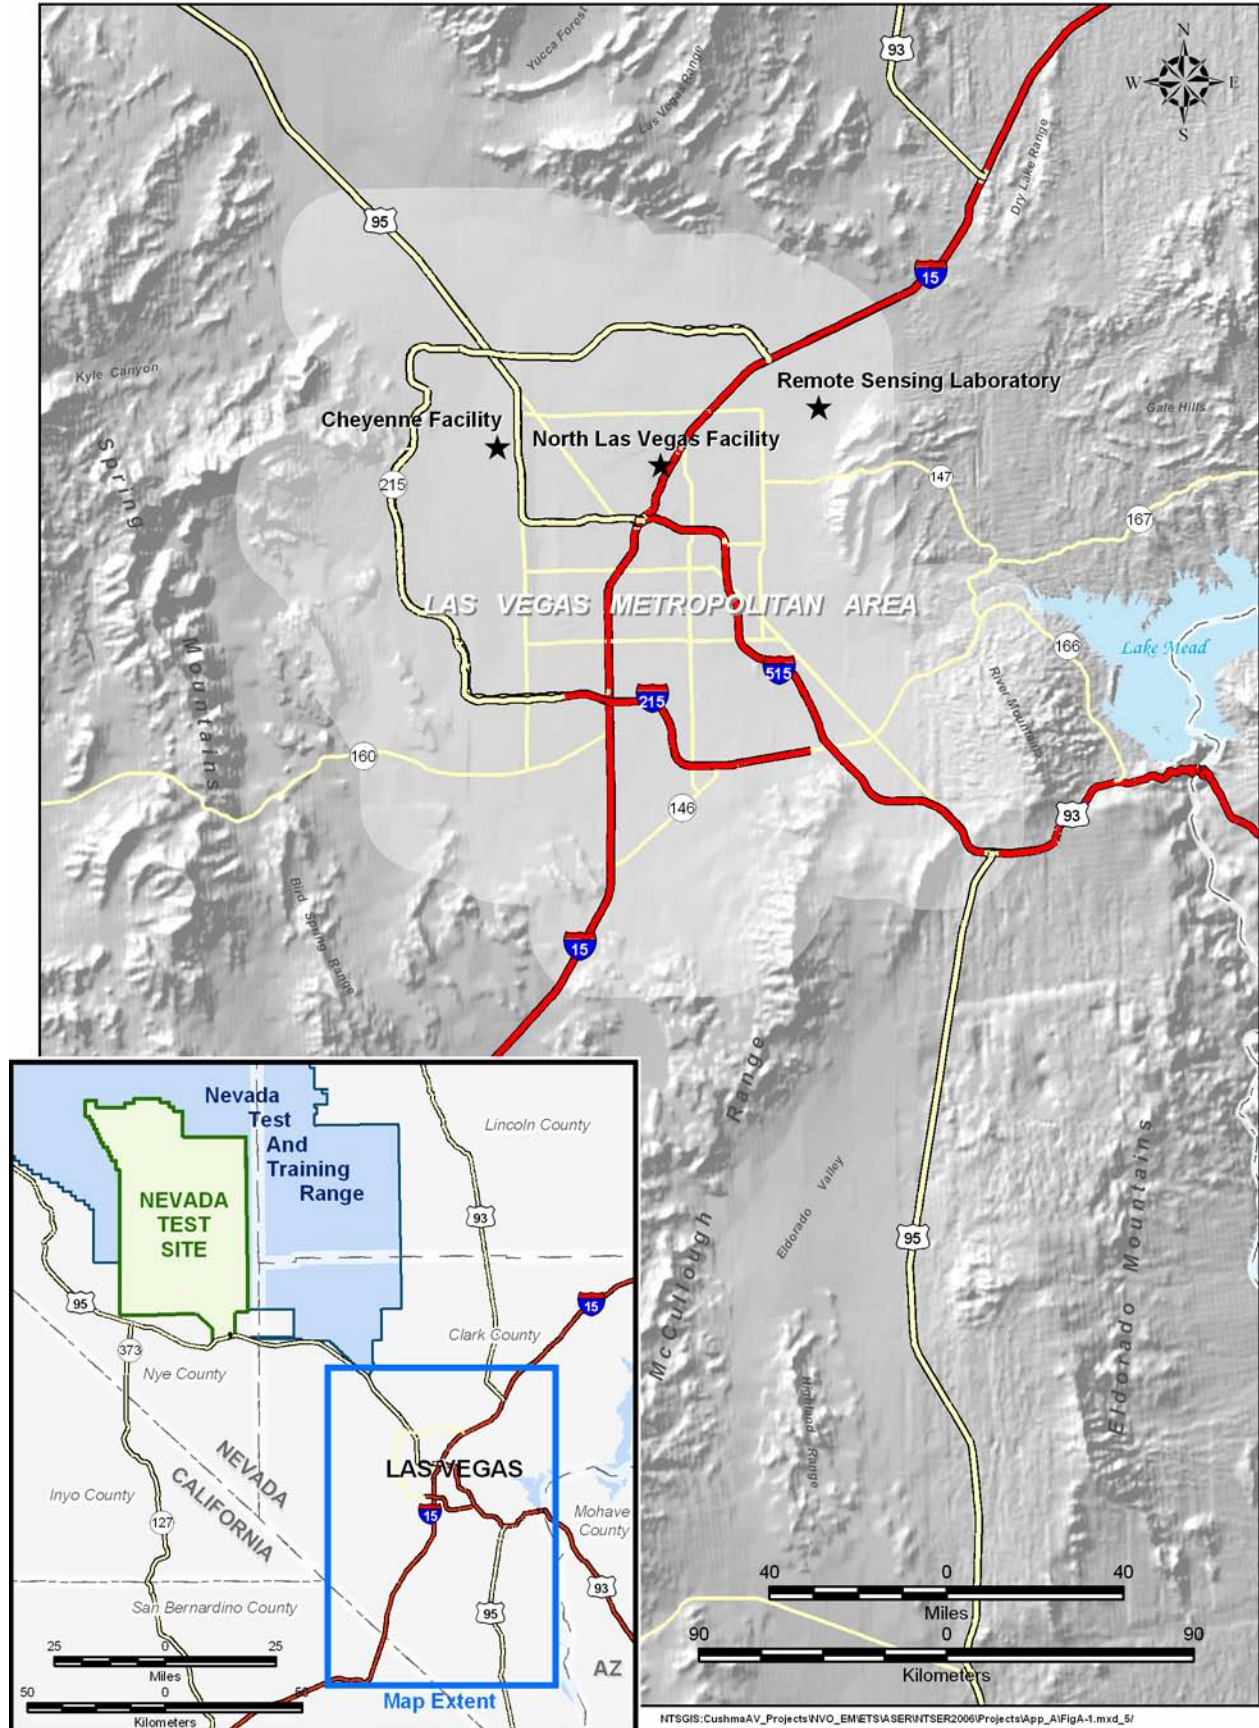 Yucca Forest
Las Vegas Range
93
N
W
E
S
Dry Lake Range
95
15
Kyle Canyon
Remote Sensing Laboratory
Cheyenne Facility
Gale Hills
North Las Vegas Facility
Spring
Mountains
215
147
167
LAS VEGAS METROPOLITAN AREA
166
Lake Mead
515
River Mountains
215
160
146
93
Bird Spring Range
15
McCullough Range
Eldorado Valley
Eldorado Mountains
95
Highland Range
40 0 40
Miles
90 0 90
Kilometers
Nevada
Test
And
Training
Range
Lincoln County
NEVADA
TEST
SITE
93
95
15
Clark County
373
Nye County
NEVADA
CALIFORNIA
LAS VEGAS
Inyo County
15
Mohave
County
127
93
San Bernardino County
95
25 0 25
Miles
AZ
Map Extent
50 0 50
Kilometers
NTSGIS:CushmaAV_Projects\NVO_EM\ETS\ASER\NTSER2006\Projects\App_A\FigA-1.mxd_5/